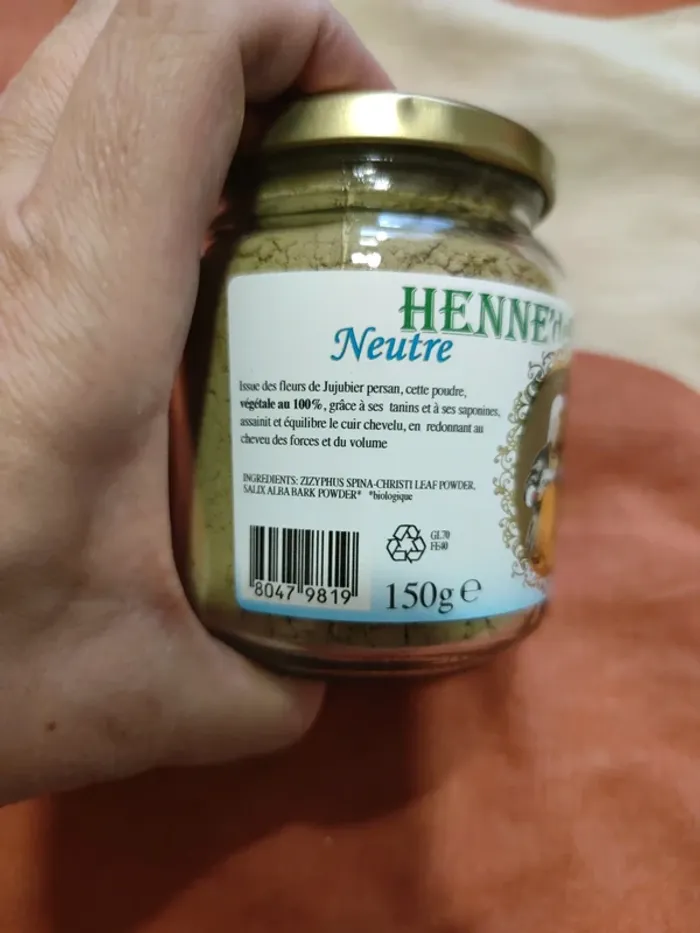 HENNE'
Neutre
Issue des fleurs de Jujubier persan, cette poudre,
végétale au 100%, grâce à ses tanins et à ses saponines,
assainit et équilibre le cuir chevelu, en redonnant au
cheveu des forces et du volume
INGREDIENTS: ZIZYPHUS SPINA-CHRISTI LEAF POWDER,
SALIX ALBA BARK POWDER* *biologique
GL70
FE40
8047 9819
150g e